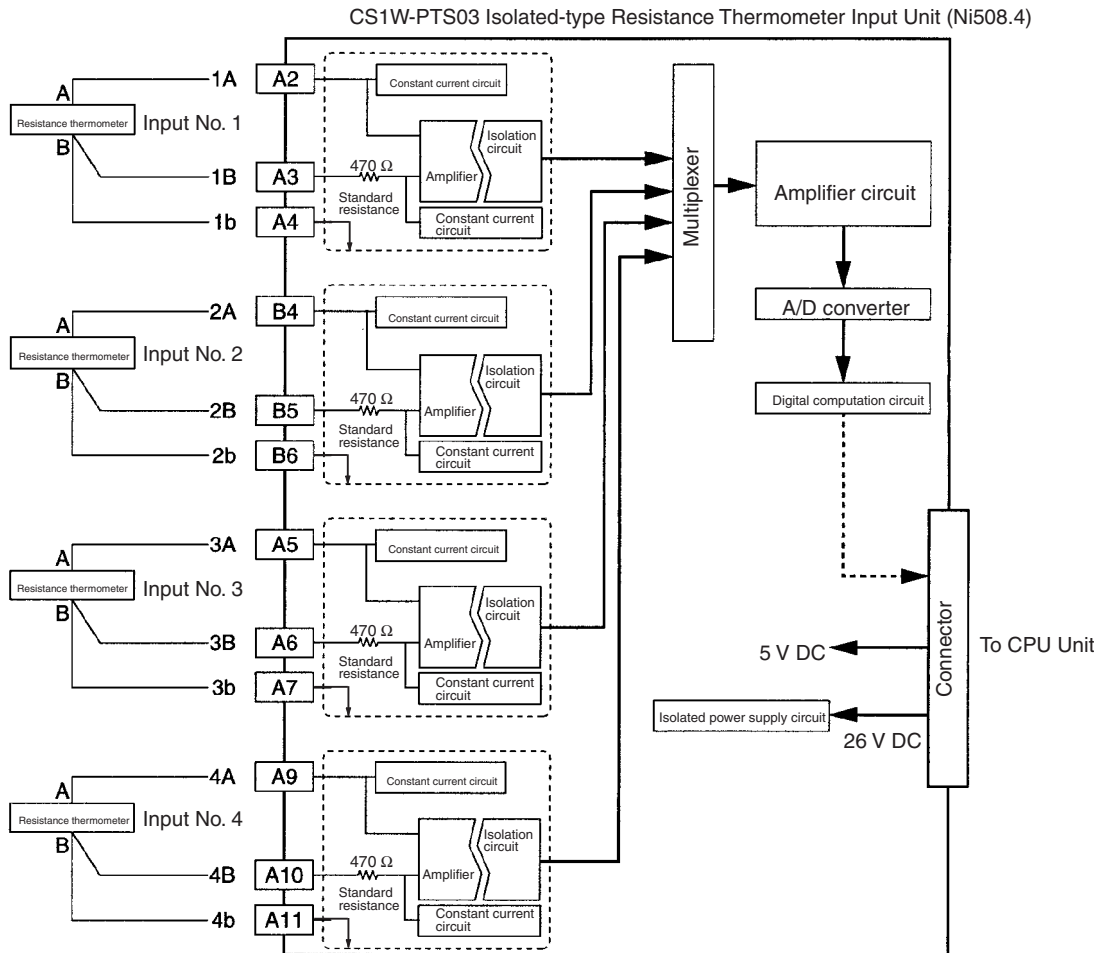 CS1W-PTS03 Isolated-type Resistance Thermometer Input Unit (Ni508.4)
A
Resistance thermometer
B
Input No. 1
1A
1B
1b
A2
A3
A4
Constant current circuit
470 Ω
Standard
resistance
Amplifier
Isolation
circuit
Constant current
circuit
A
Resistance thermometer
B
Input No. 2
2A
2B
2b
B4
B5
B6
Constant current circuit
470 Ω
Standard
resistance
Amplifier
Isolation
circuit
Constant current
circuit
A
Resistance thermometer
B
Input No. 3
3A
3B
3b
A5
A6
A7
Constant current circuit
470 Ω
Standard
resistance
Amplifier
Isolation
circuit
Constant current
circuit
A
Resistance thermometer
B
Input No. 4
4A
4B
4b
A9
A10
A11
Constant current circuit
470 Ω
Standard
resistance
Amplifier
Isolation
circuit
Constant current
circuit
Multiplexer
Amplifier circuit
A/D converter
Digital computation circuit
Connector
To CPU Unit
5 V DC
Isolated power supply circuit
26 V DC